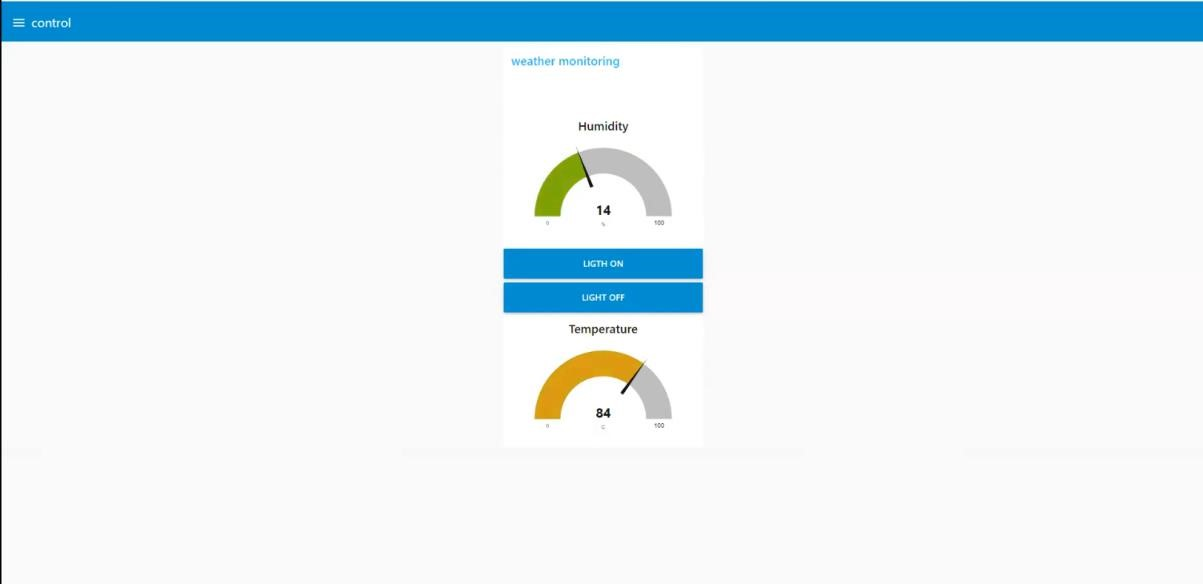 control
weather monitoring
Humidity
14
%
0 100
LIGTH ON
LIGHT OFF
Temperature
84
C
0 100